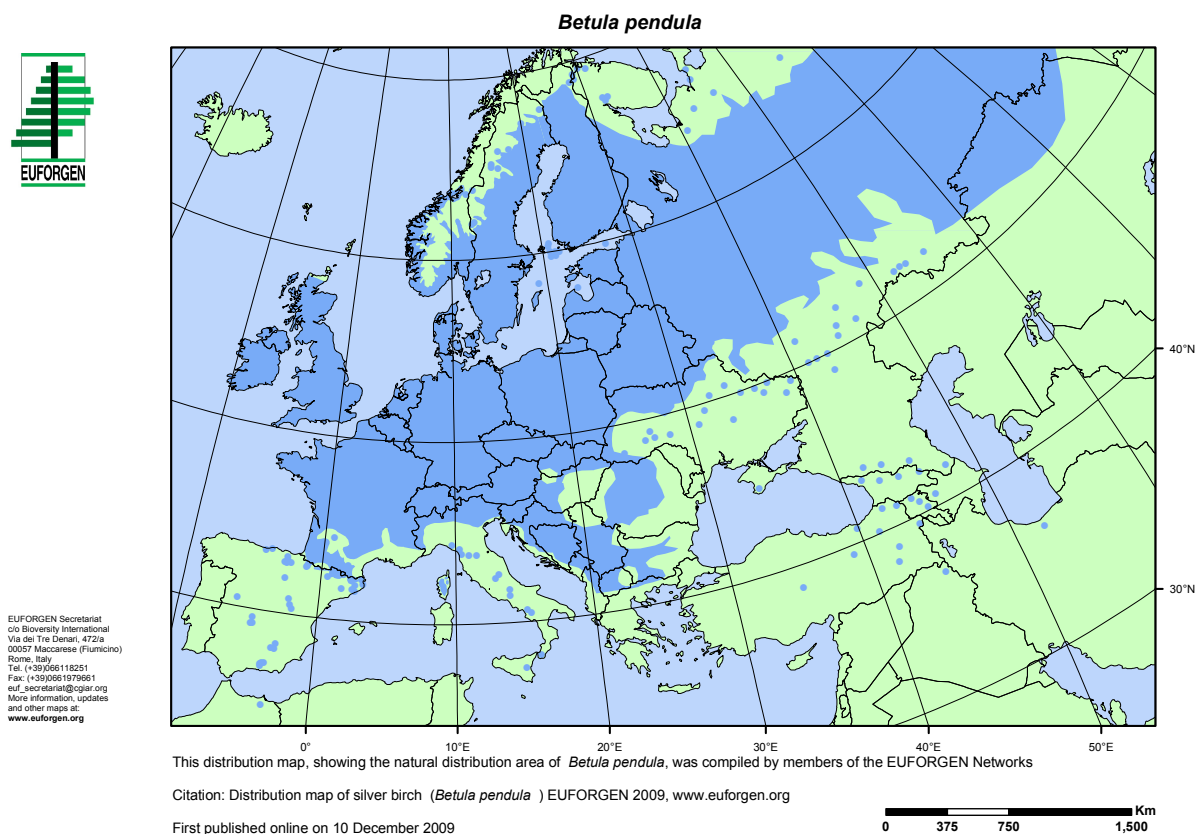 Betula pendula
EUFORGEN
40°N
30°N
EUFORGEN Secretariat
c/o Bioversity International
Via dei Tre Denari, 472/a
00057 Maccarese (Fiumicino)
Rome, Italy
Tel. (+39)066118251
Fax: (+39)0661979661
euf_secretariat@cgiar.org
More information, updates
and other maps at:
www.euforgen.org
0° 10°E 20°E 30°E 40°E 50°E
This distribution map, showing the natural distribution area of Betula pendula, was compiled by members of the EUFORGEN Networks
Citation: Distribution map of silver birch (Betula pendula ) EUFORGEN 2009, www.euforgen.org
First published online on 10 December 2009
Km
0 375 750 1,500